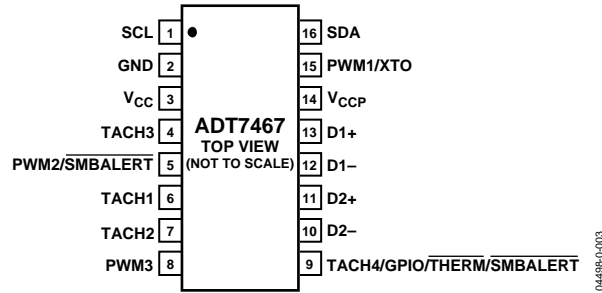 SCL 1 16 SDA
GND 2 15 PWM1/XTO
VCC 3 14 VCCP
TACH3 4 13 D1+
ADT7467
TOP VIEW
(NOT TO SCALE)
PWM2/SMBALERT 5 12 D1–
TACH1 6 11 D2+
TACH2 7 10 D2–
PWM3 8 9 TACH4/GPIO/THERM/SMBALERT
04498-0-003